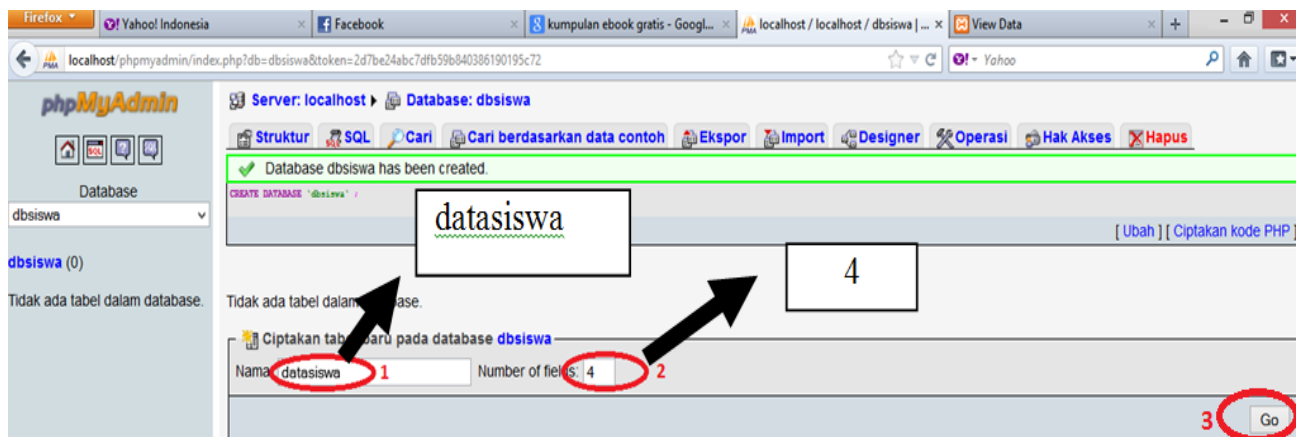 Firefox Yahoo! Indonesia Facebook kumpulan ebook gratis - Googl... localhost / localhost / dbsiswa | ... View Data
localhost/phpmyadmin/index.php?db=dbsiswa&token=2d7be24abc7dfb59b840386190195c72 Yahoo
phpMyAdmin
Server: localhost Database: dbsiswa
Struktur SQL Cari Cari berdasarkan data contoh Ekspor Import Designer Operasi Hak Akses Hapus
Database dbsiswa has been created.
Database
CREATE DATABASE `dbsiswa` ;
dbsiswa
datasiswa
[ Ubah ] [ Ciptakan kode PHP ]
dbsiswa (0)
4
Tidak ada tabel dalam database.
Tidak ada tabel dalam database.
Ciptakan tabel baru pada database dbsiswa
Nama: datasiswa 1 Number of fields: 4 2
3 Go